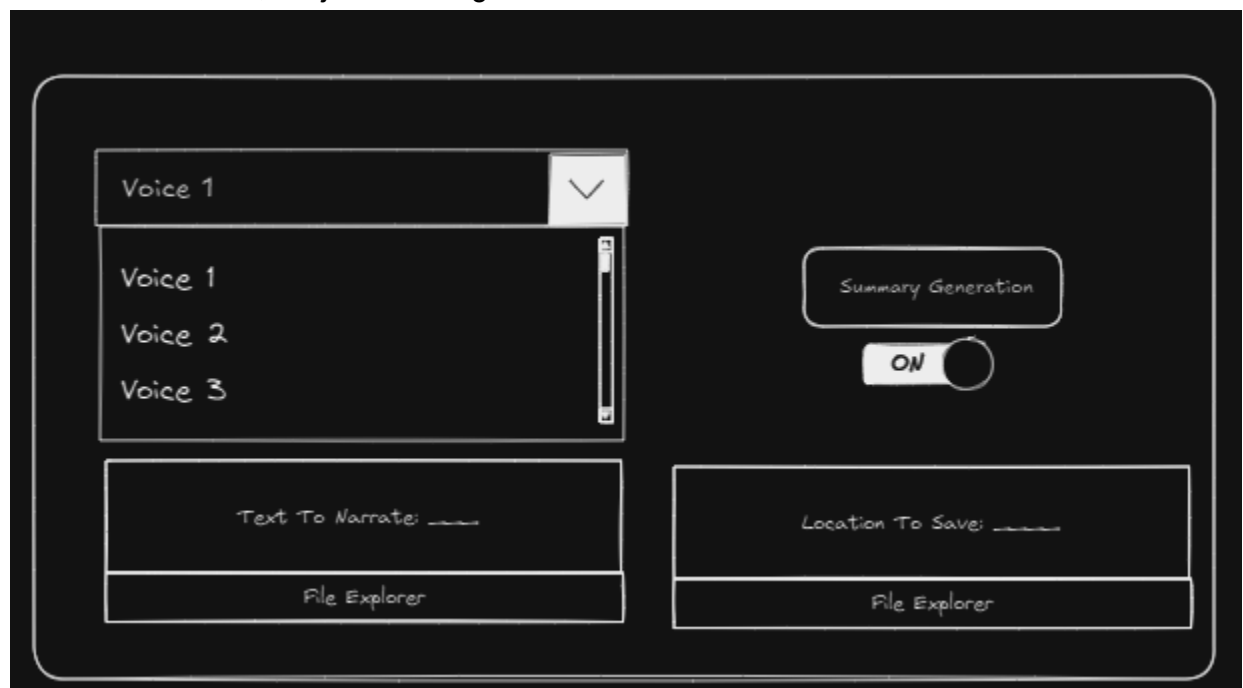 Voice 1
Voice 1
Voice 2
Voice 3
Summary Generation
ON
Text To Narrate: ____
File Explorer
Location To Save: ____
File Explorer